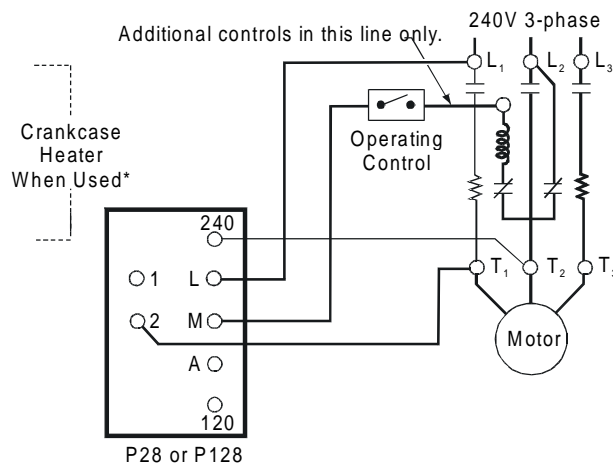 240V 3-phase
Additional controls in this line only.
L1
L2
L3
Crankcase
Heater
When Used*
Operating
Control
240
1
L
T1
T2
T3
2
M
Motor
A
120
P28 or P128